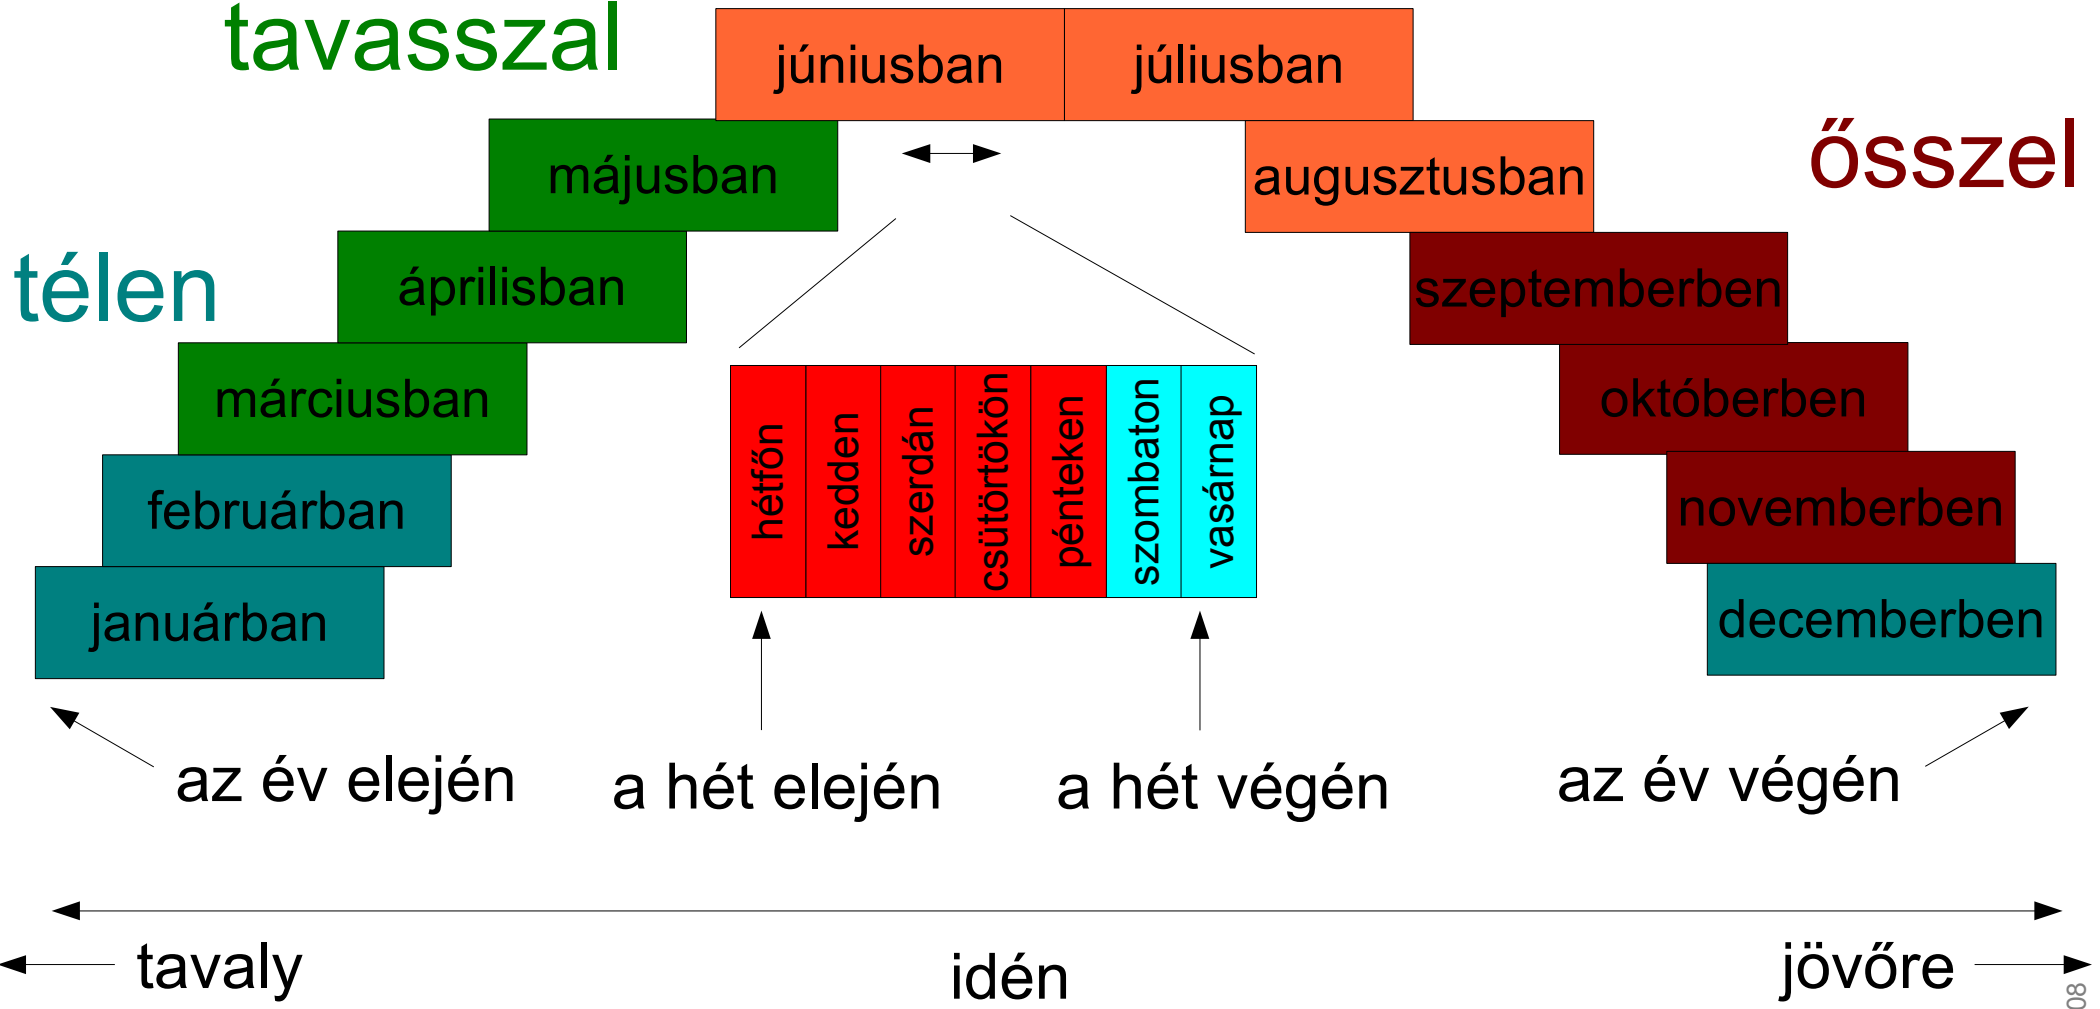 tavasszal
júniusban
júliusban
májusban
augusztusban
ősszel
télen
áprilisban
szeptemberben
márciusban
októberben
februárban
novemberben
januárban
decemberben
hétfőn
kedden
szerdán
csütörtökön
pénteken
szombaton
vasárnap
az év elején
a hét elején
a hét végén
az év végén
tavaly
idén
jövőre
08